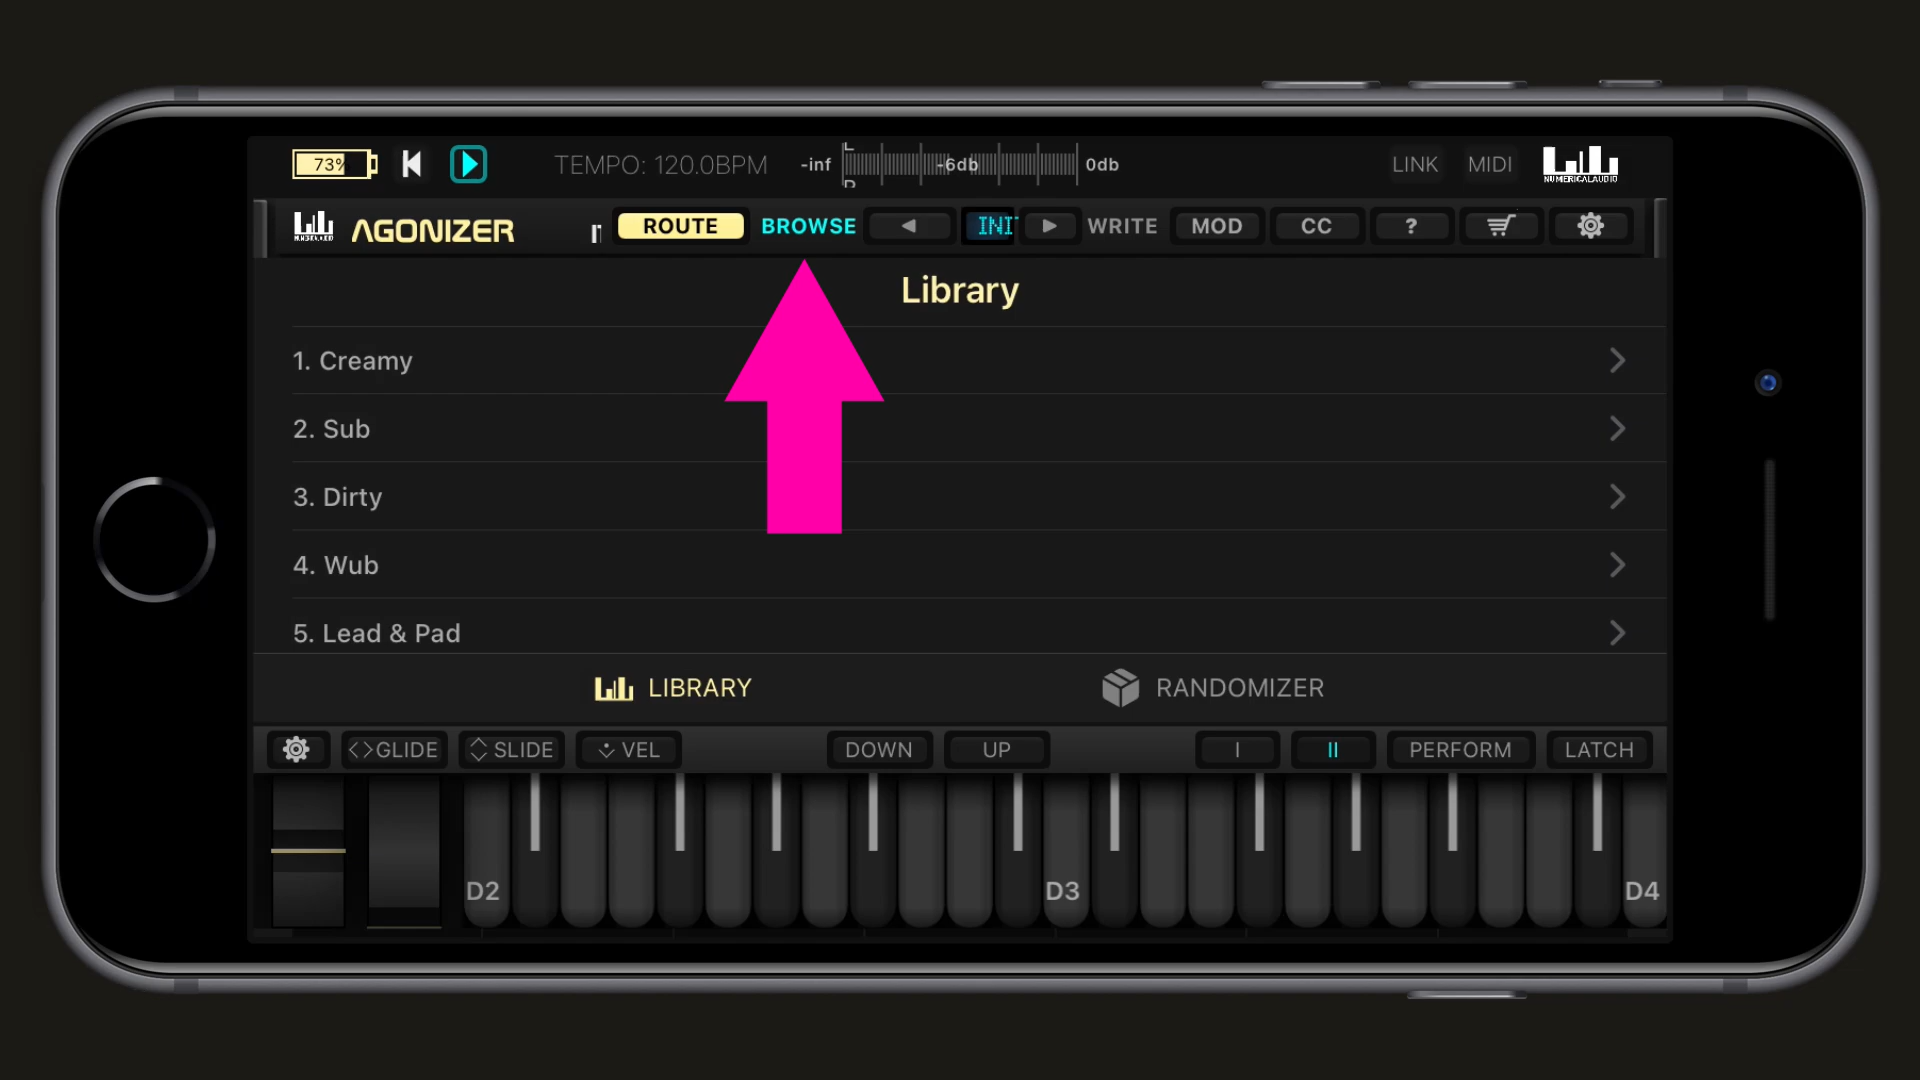 73%
TEMPO: 120.0BPM
-inf
-6db
0db
LINK
MIDI
NUMERICALAUDIO
AGONIZER
ROUTE
BROWSE
INI
WRITE
MOD
CC
?
Library
1. Creamy
2. Sub
3. Dirty
4. Wub
5. Lead & Pad
LIBRARY
RANDOMIZER
GLIDE
SLIDE
VEL
DOWN
UP
I
II
PERFORM
LATCH
D2
D3
D4